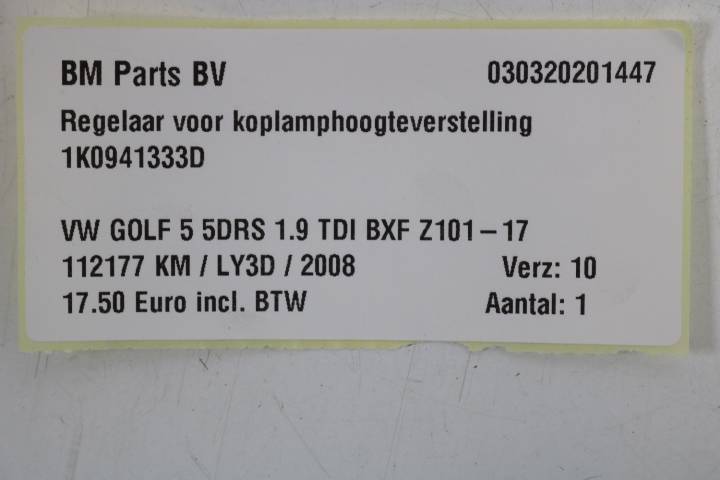 BM Parts BV 030320201447
Regelaar voor koplamphoogteverstelling
1K0941333D
VW GOLF 5 5DRS 1.9 TDI BXF Z101-17
112177 KM / LY3D / 2008 Verz: 10
17.50 Euro incl. BTW Aantal: 1